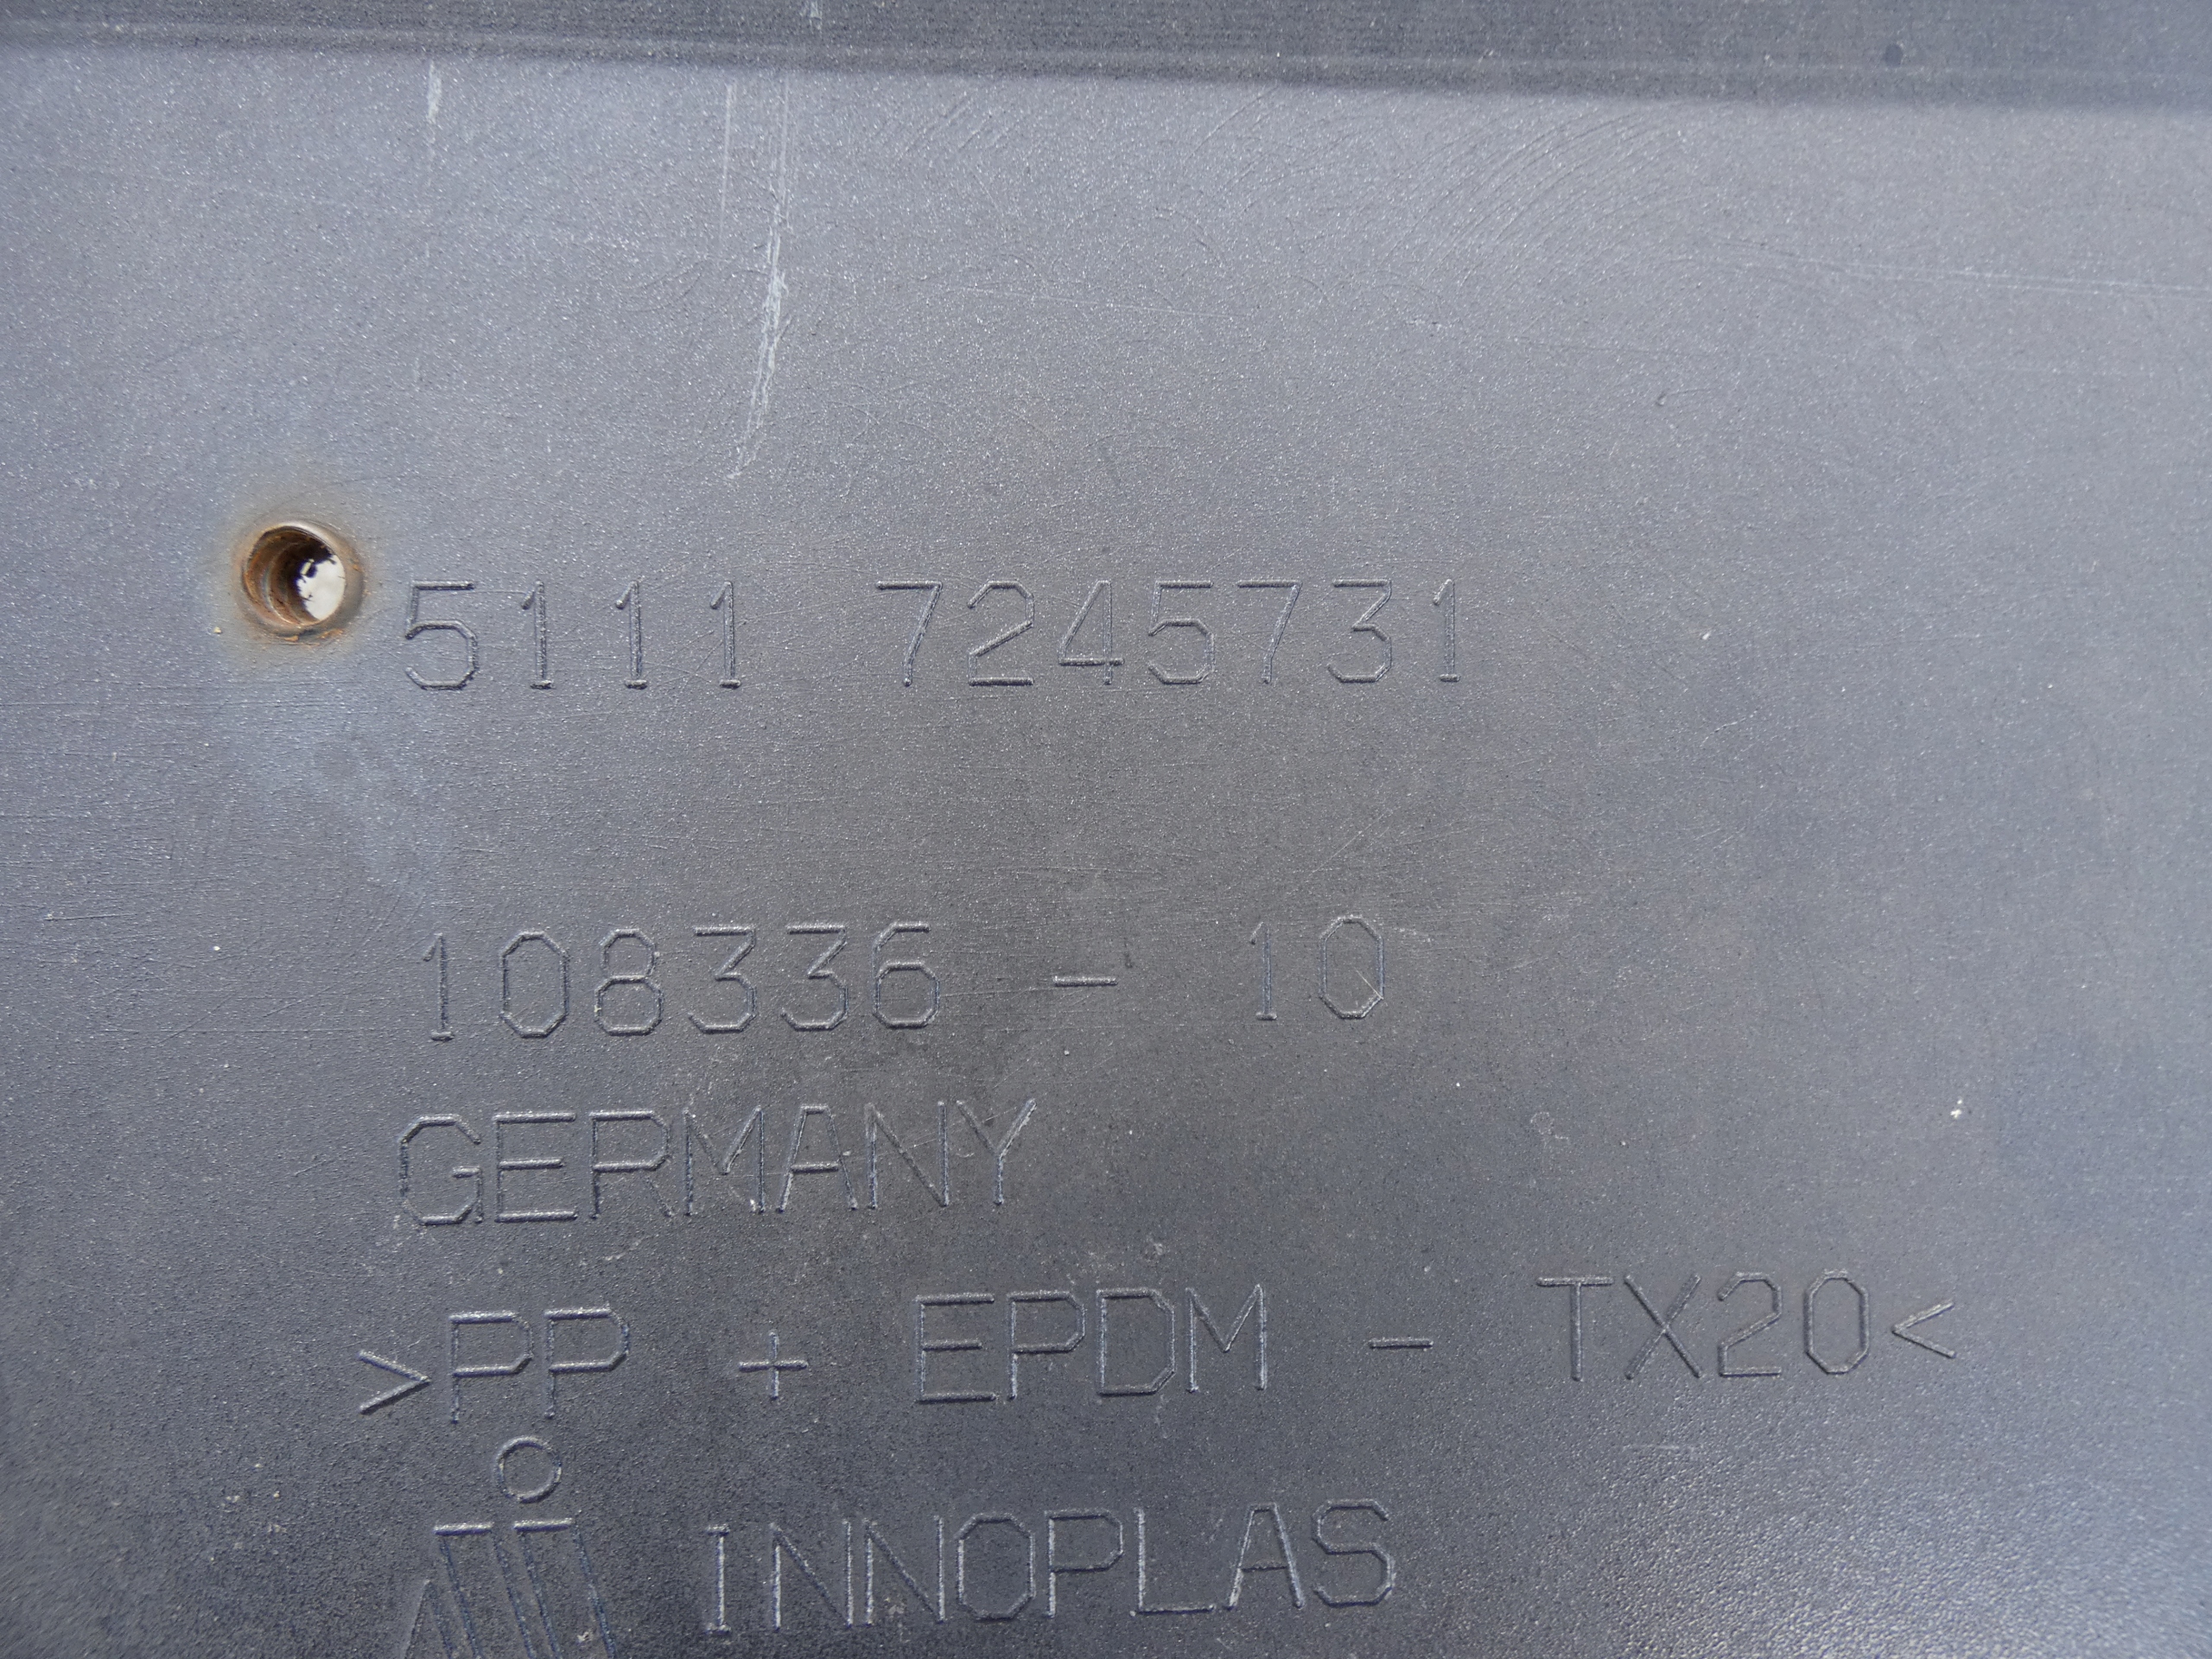 5111 7245731
108336 - 10
GERMANY
>PP + EPDM - TX20<
INNOPLAS